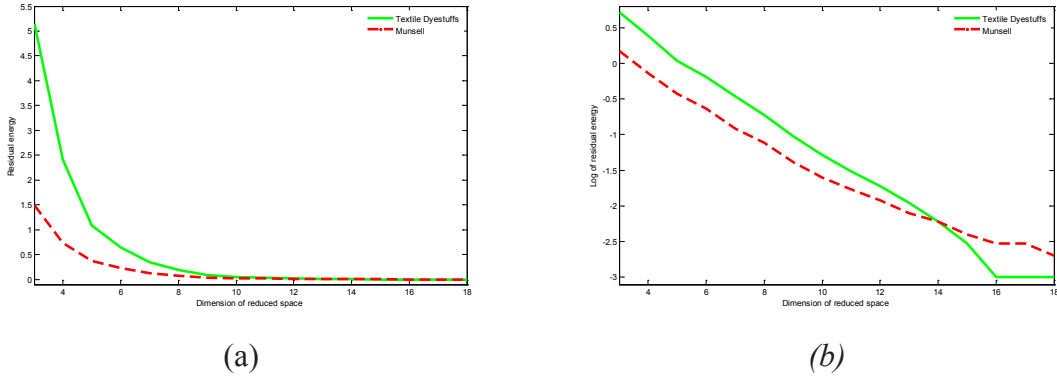 5.5
5
4.5
4
3.5
3
2.5
2
1.5
1
0.5
0
Residual energy
4 6 8 10 12 14 16 18
Dimension of reduced space
Textile Dyestuffs
Munsell
(a)
0.5
0
-0.5
-1
-1.5
-2
-2.5
-3
Log of residual energy
4 6 8 10 12 14 16 18
Dimension of reduced space
Textile Dyestuffs
Munsell
(b)